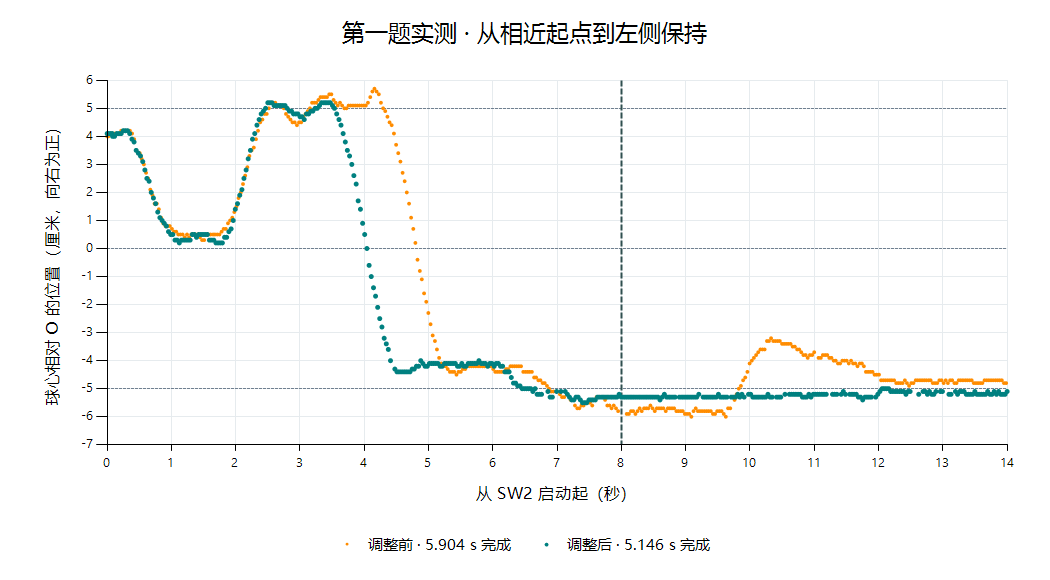 第一题实测 · 从相近起点到左侧保持
球心相对 O 的位置（厘米，向右为正）
6
5
4
3
2
1
0
-1
-2
-3
-4
-5
-6
-7
0 1 2 3 4 5 6 7 8 9 10 11 12 13 14
从 SW2 启动起（秒）
调整前 · 5.904 s 完成 调整后 · 5.146 s 完成